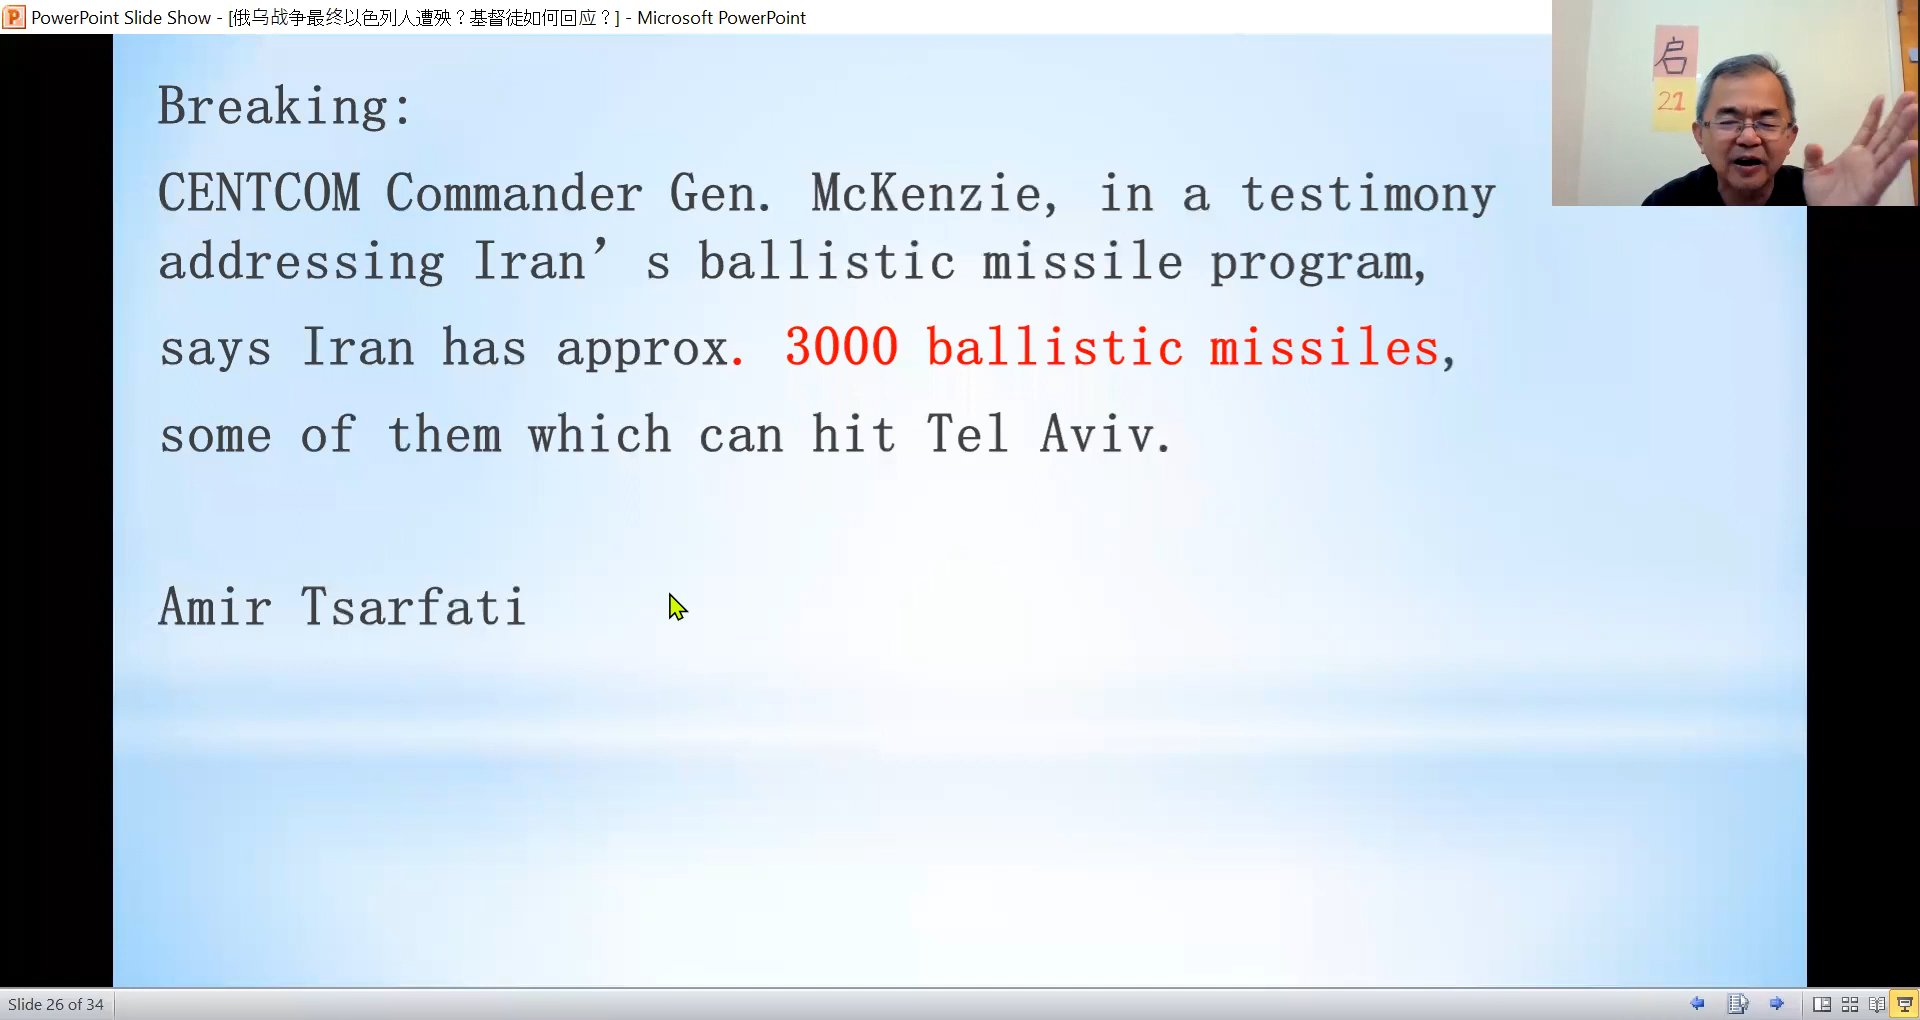 PowerPoint Slide Show - [俄乌战争最终以色列人遭殃？基督徒如何回应？] - Microsoft PowerPoint
启
21
Breaking:
CENTCOM Commander Gen. McKenzie, in a testimony
addressing Iran’s ballistic missile program,
says Iran has approx. 3000 ballistic missiles,
some of them which can hit Tel Aviv.
Amir Tsarfati
Slide 26 of 34